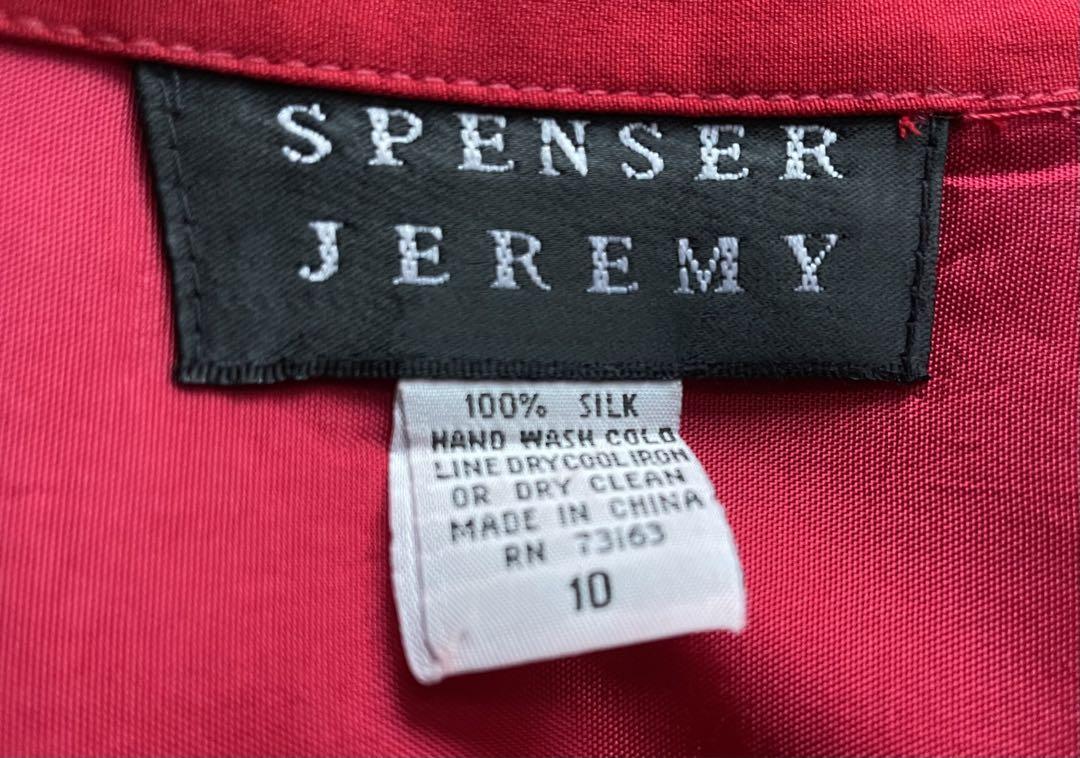 SPENSER
JEREMY
100% SILK
HAND WASH COLD
LINE DRY COOL IRON
OR DRY CLEAN
MADE IN CHINA
RN 73163
10